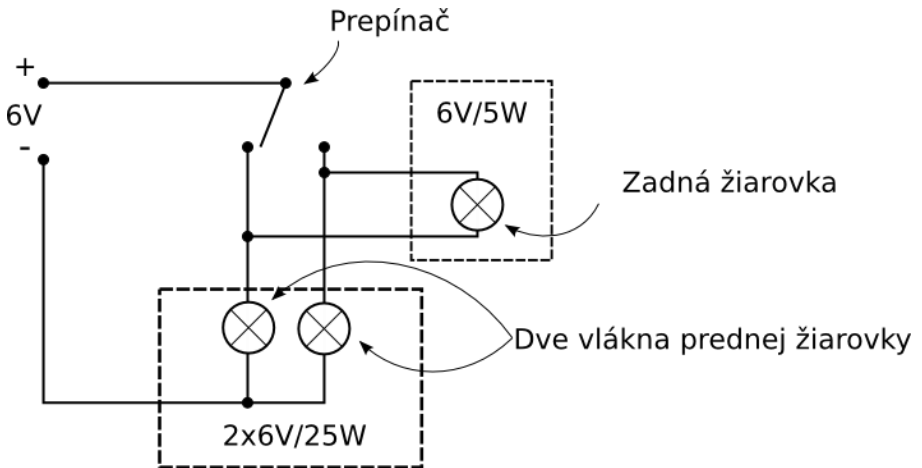 Prepínač
+
6V
-
6V/5W
Zadná žiarovka
Dve vlákna prednej žiarovky
2x6V/25W